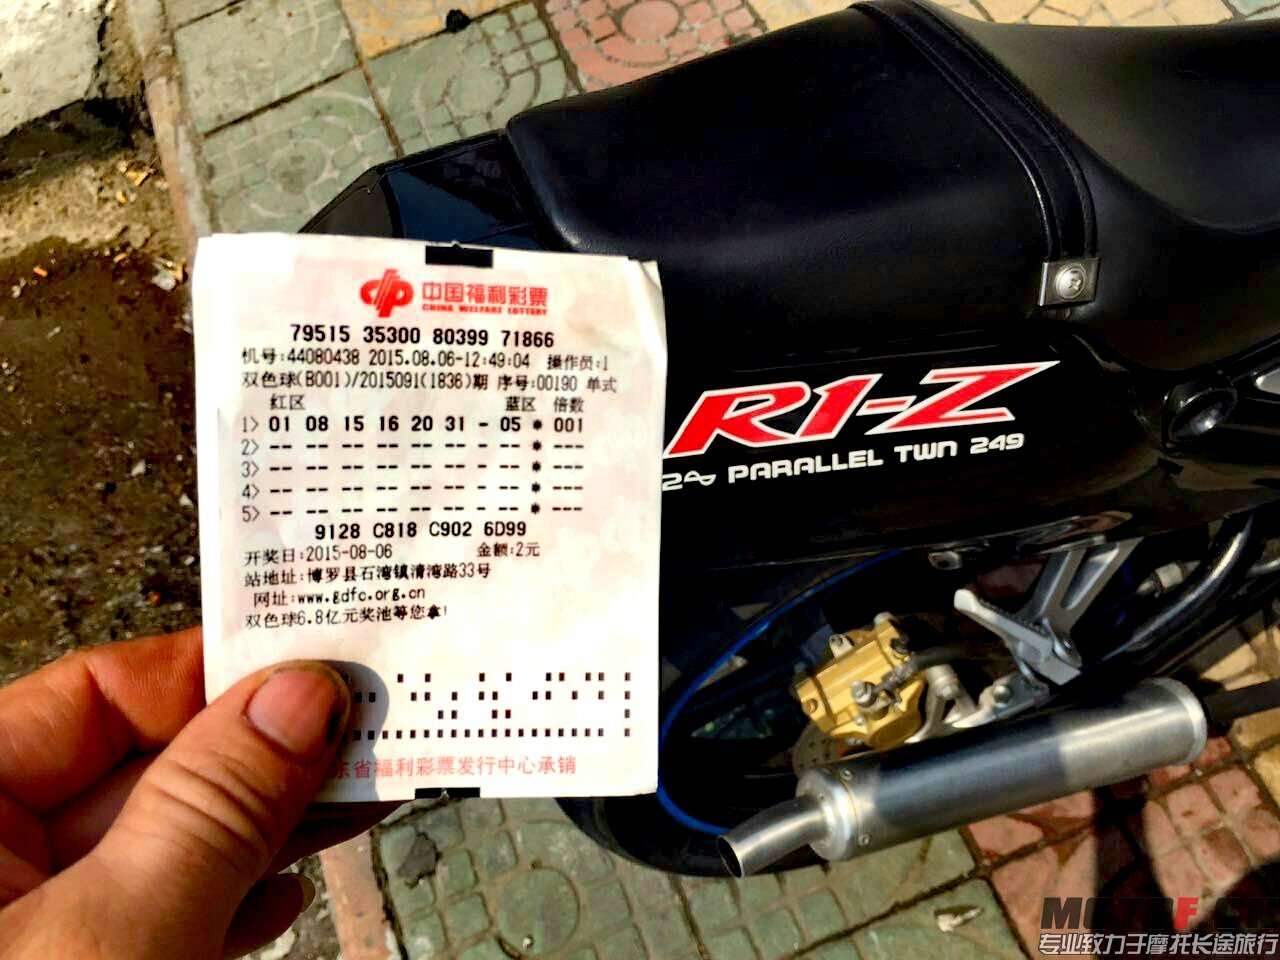 中国福利彩票
CHINA WELFARE LOTTERY
79515 35300 80399 71866
机号:44080438 2015.08.06-12:49:04 操作员:1
双色球(B001)/2015091(1836)期 序号:00190 单式
红区 蓝区 倍数
1> 01 08 15 16 20 31 - 05 * 001
2> -- -- -- -- -- -- - -- * ---
3> -- -- -- -- -- -- - -- * ---
4> -- -- -- -- -- -- - -- * ---
5> -- -- -- -- -- -- - -- * ---
9128 C818 C902 6D99
开奖日:2015-08-06 金额:2元
站地址:博罗县石湾镇清湾路33号
网址:www.gdfc.org.cn
双色球6.8亿元奖池等您拿!
东省福利彩票发行中心承销
R1-Z
PARALLEL TWN 249
专业致力于摩托长途旅行